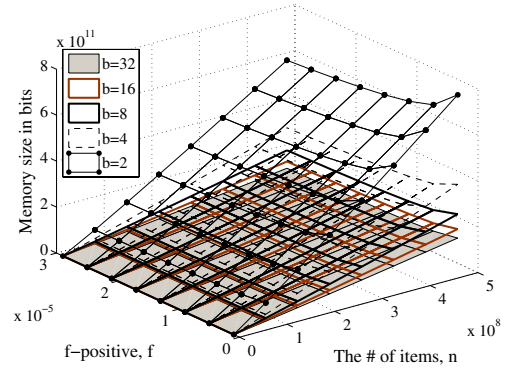 x 10^11
8
6
4
2
0
Memory size in bits
b=32
b=16
b=8
b=4
b=2
3
2
1
0
x 10^-5
f−positive, f
0
1
2
3
4
5
x 10^8
The # of items, n